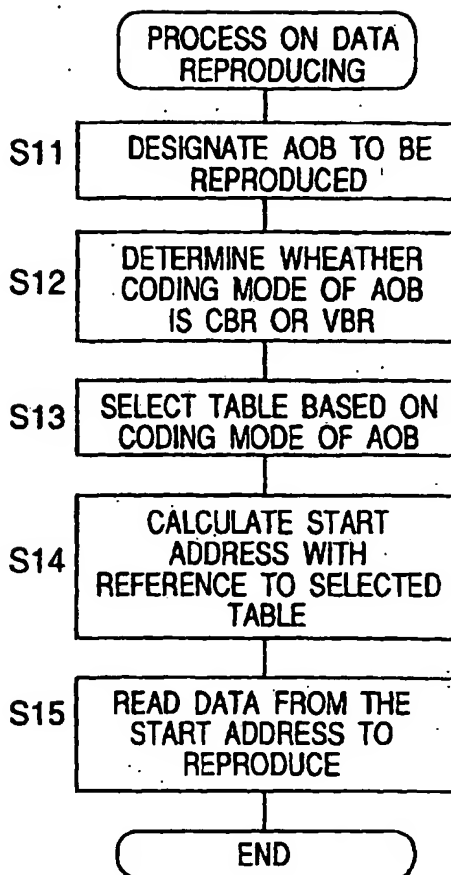 PROCESS ON DATA
REPRODUCING
S11
DESIGNATE AOB TO BE
REPRODUCED
S12
DETERMINE WHEATHER
CODING MODE OF AOB
IS CBR OR VBR
S13
SELECT TABLE BASED ON
CODING MODE OF AOB
S14
CALCULATE START
ADDRESS WITH
REFERENCE TO SELECTED
TABLE
S15
READ DATA FROM THE
START ADDRESS TO
REPRODUCE
END